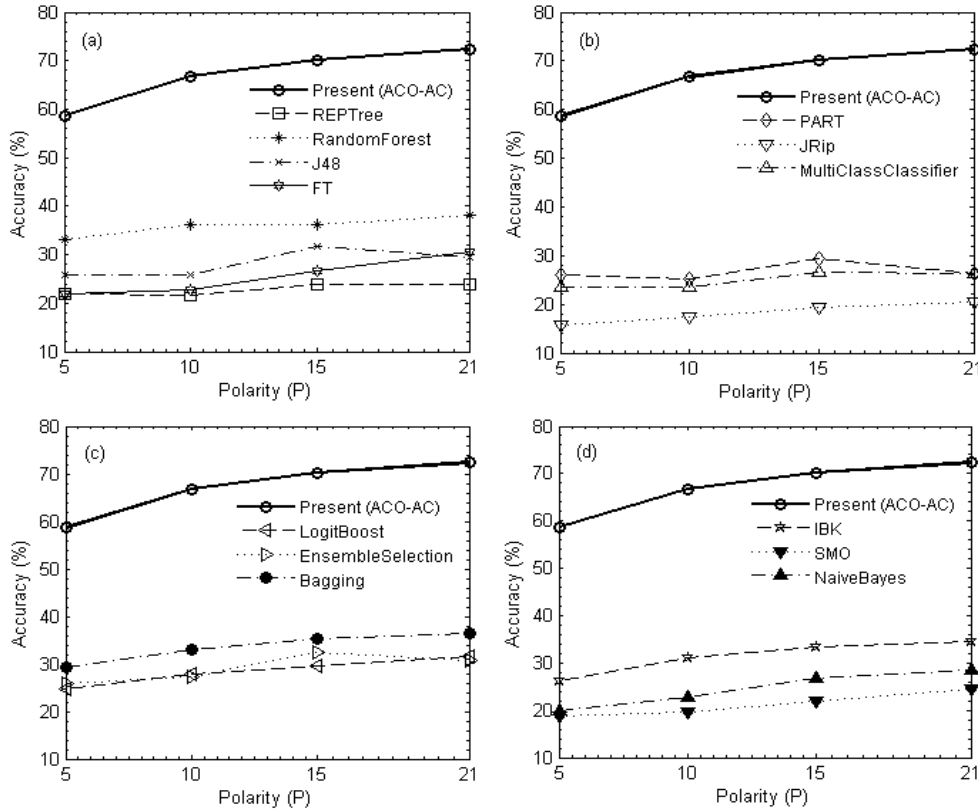 80
70
60
50
40
30
20
10
Accuracy (%)
(a)
Present (ACO-AC)
REPTree
RandomForest
J48
FT
5
10
15
21
Polarity (P)
80
70
60
50
40
30
20
10
Accuracy (%)
(b)
Present (ACO-AC)
PART
JRip
MultiClassClassifier
5
10
15
21
Polarity (P)
80
70
60
50
40
30
20
10
Accuracy (%)
(c)
Present (ACO-AC)
LogitBoost
EnsembleSelection
Bagging
5
10
15
21
Polarity (P)
80
70
60
50
40
30
20
10
Accuracy (%)
(d)
Present (ACO-AC)
IBK
SMO
NaiveBayes
5
10
15
21
Polarity (P)